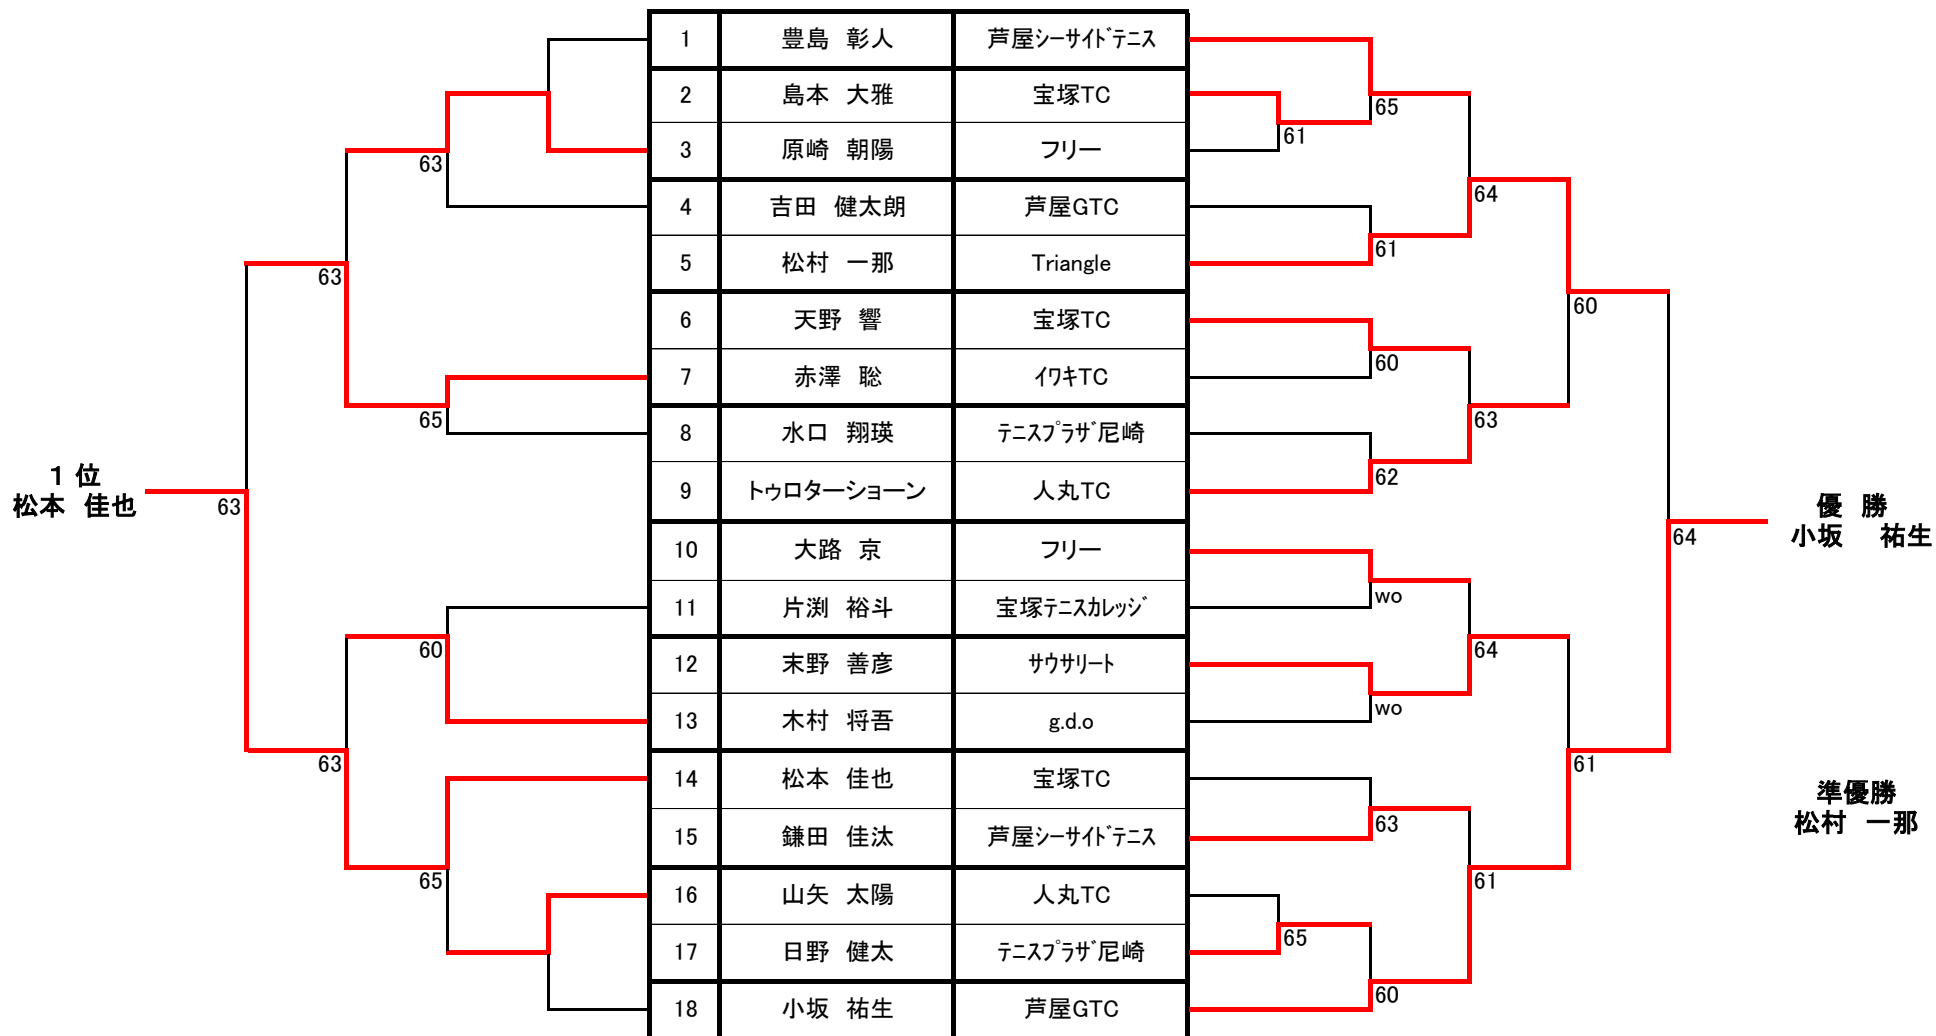 1 豊島 彰人 芦屋シーサイドテニス
2 島本 大雅 宝塚TC 65
61
3 原崎 朝陽 フリー
63
4 吉田 健太朗 芦屋GTC 64
61
5 松村 一那 Triangle
63 60
6 天野 響 宝塚TC
60
7 赤澤 聡 イワキTC
65 63
8 水口 翔瑛 テニスプラザ尼崎
62
9 トゥロターショーン 人丸TC
1 位
松本 佳也
63
優 勝
小坂 祐生
64
10 大路 京 フリー
wo
11 片渕 裕斗 宝塚テニスカレッジ
60 64
12 末野 善彦 サウサリート
wo
13 木村 将吾 g.d.o
63 61
14 松本 佳也 宝塚TC
準優勝
松村 一那
63
15 鎌田 佳汰 芦屋シーサイドテニス
65 61
16 山矢 太陽 人丸TC
65
17 日野 健太 テニスプラザ尼崎
60
18 小坂 祐生 芦屋GTC